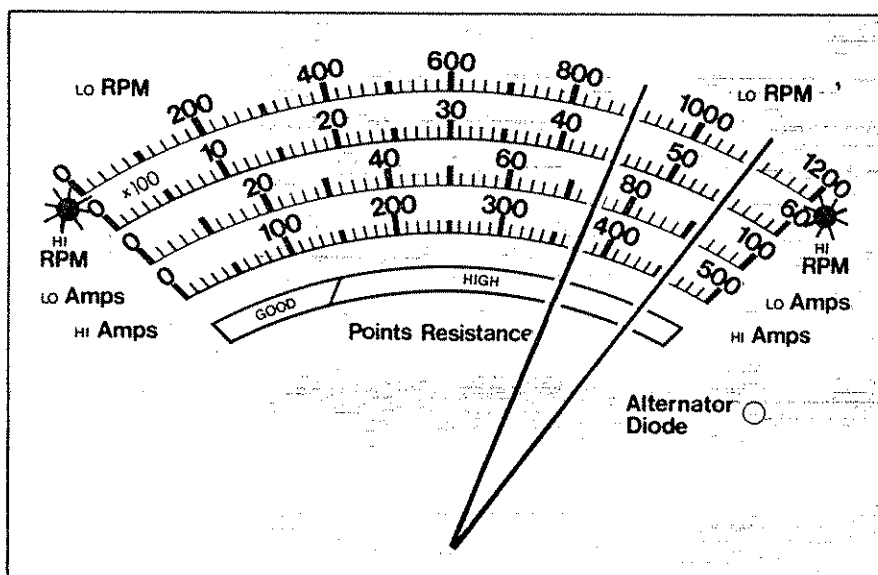 LO RPM
0 200 400 600 800 1000 1200
LO RPM
x100
0 10 20 30 40 50 60
HI RPM
HI RPM
0 20 40 60 80 100
LO Amps
LO Amps
0 100 200 300 400 500
HI Amps
HI Amps
GOOD HIGH
Points Resistance
Alternator
Diode